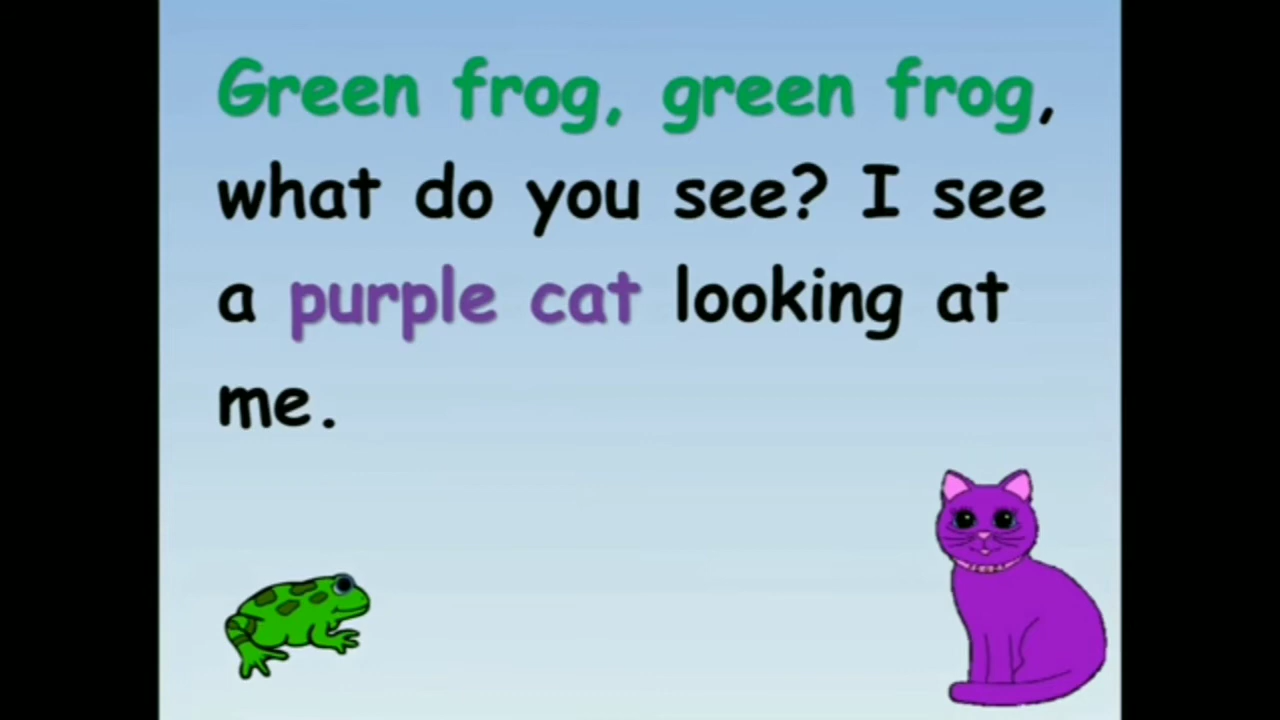 Green frog, green frog,
what do you see? I see
a purple cat looking at
me.